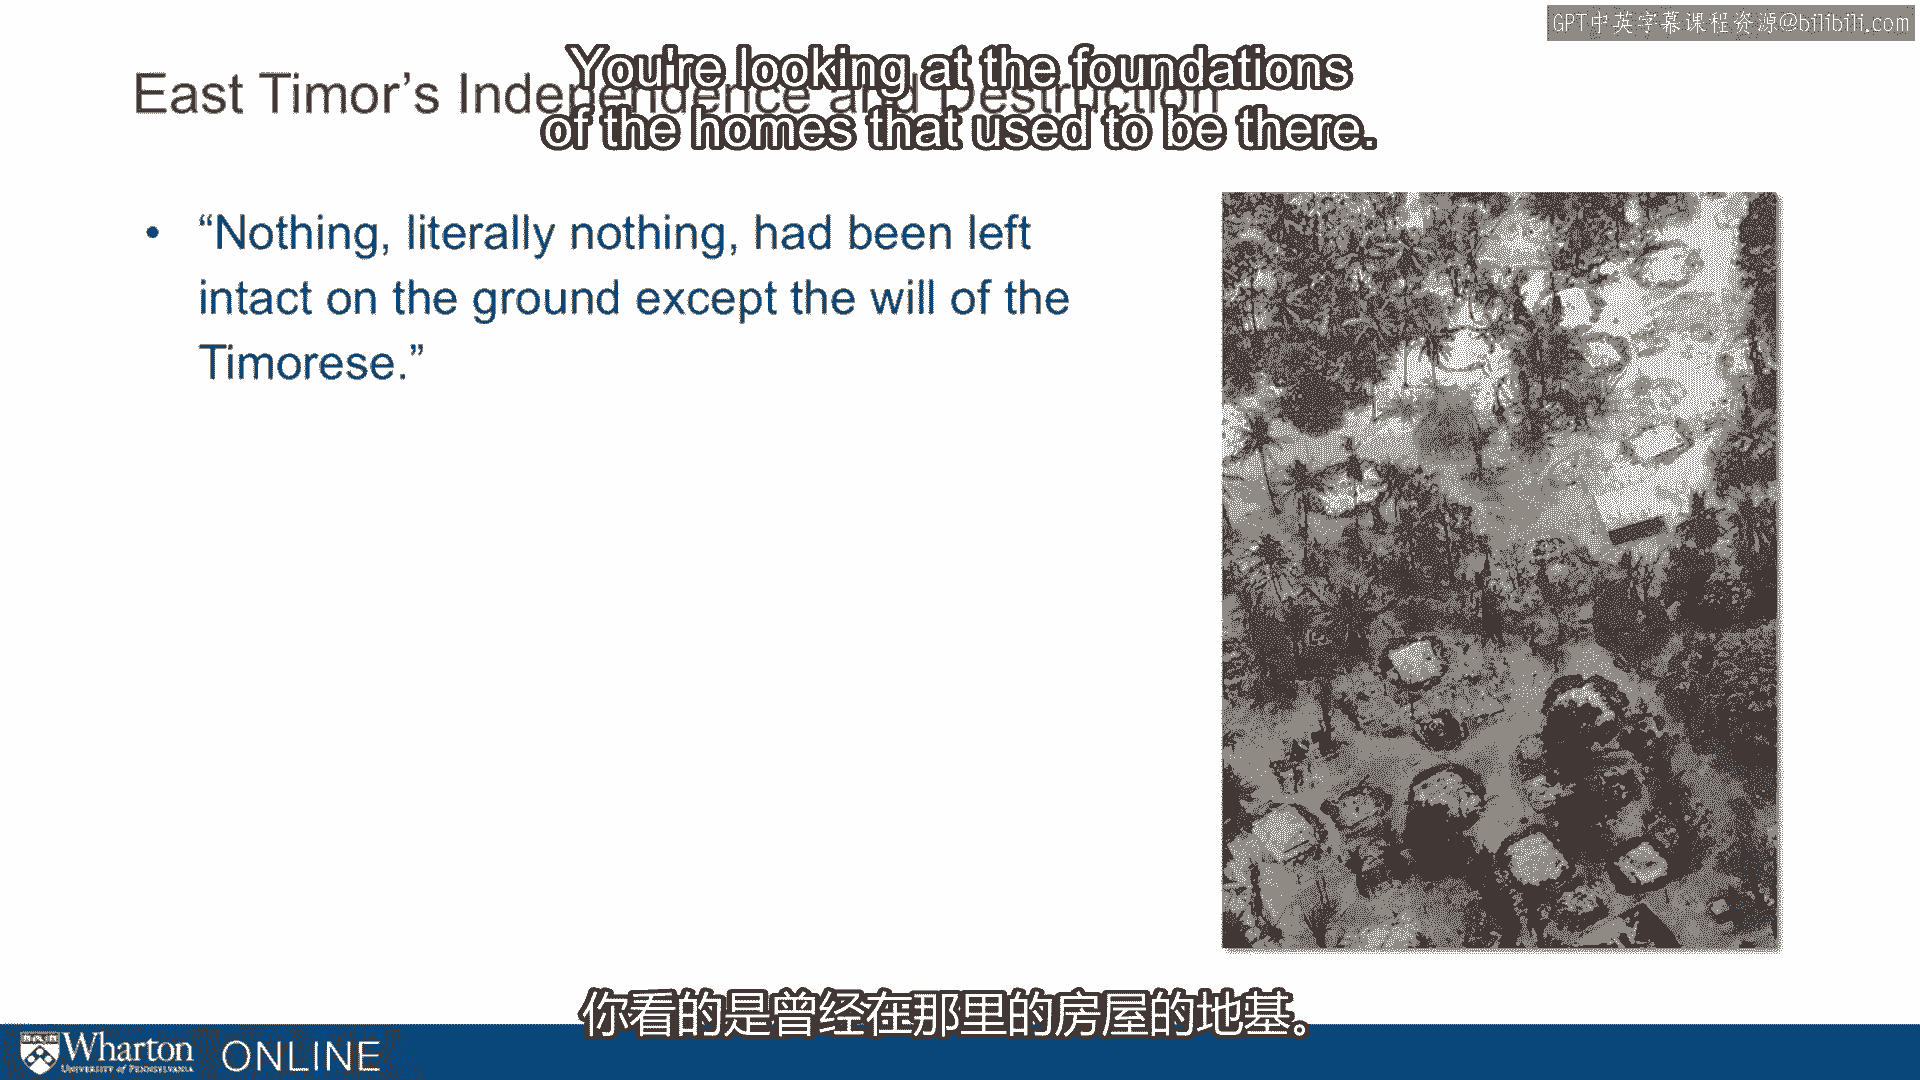 GPT中英字幕课程资源@bilibili.com
East Timor's Independence and Destruction
You're looking at the foundations
of the homes that used to be there.
• “Nothing, literally nothing, had been left
intact on the ground except the will of the
Timorese.”
你看的是曾经在那里的房屋的地基。
Wharton ONLINE
UNIVERSITY of PENNSYLVANIA